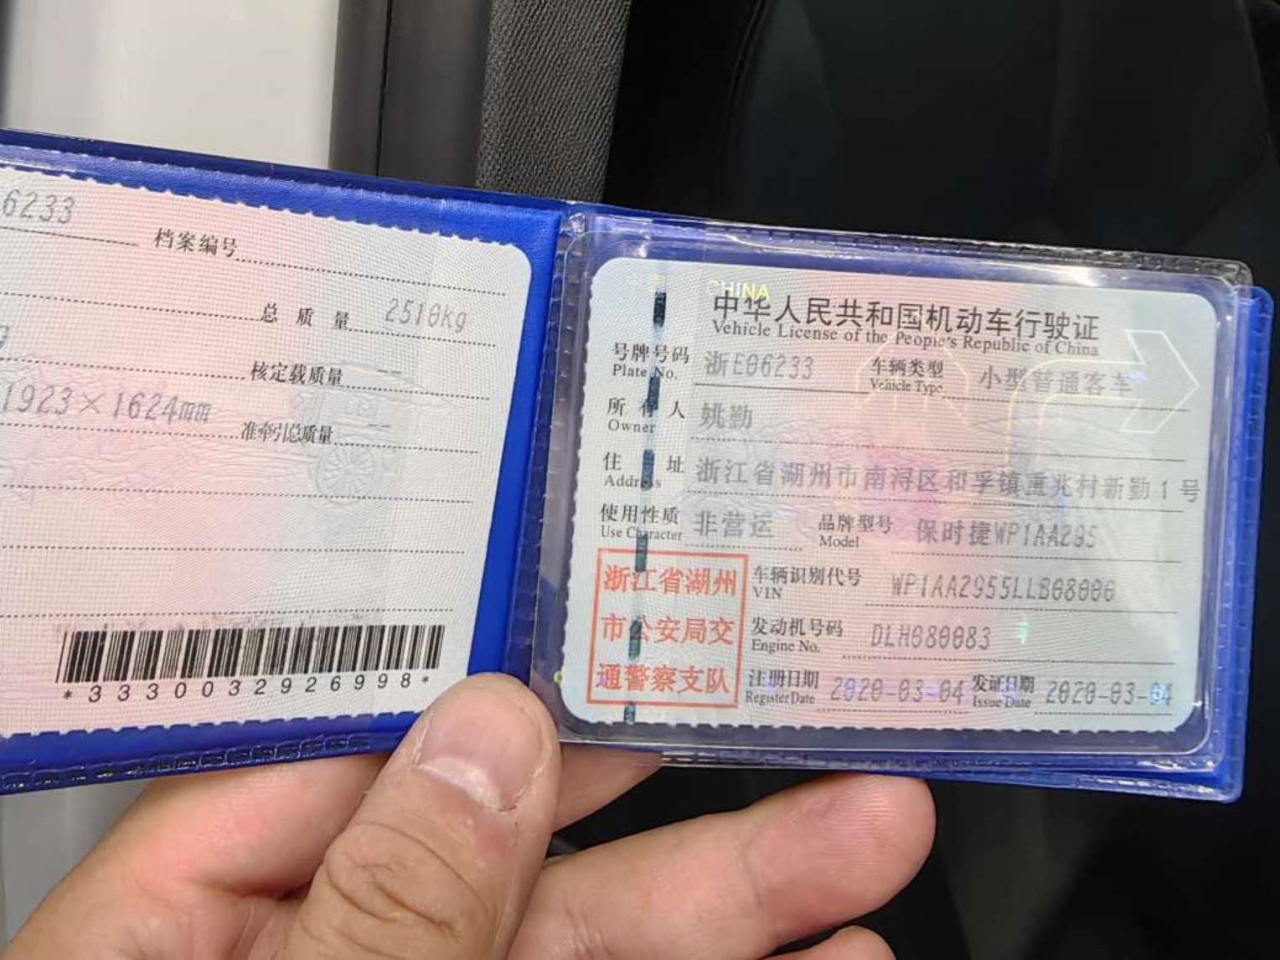 6233
档案编号
总质量 2510kg
g
核定载质量 --
1923×1624mm
准牵引总质量 --
*3330032926998*
CHINA
中华人民共和国机动车行驶证
Vehicle License of the People's Republic of China
号牌号码 浙E06233 车辆类型 小型普通客车
Plate No. Vehicle Type
所有人 姚勤
Owner
住址 浙江省湖州市南浔区和孚镇重兆村新勤1号
Address
使用性质 非营运 品牌型号 保时捷WP1AA295
Use Character Model
浙江省湖州
市公安局交
通警察支队
车辆识别代号 WP1AA2955LLB08000
VIN
发动机号码 DLH080083
Engine No.
注册日期 2020-03-04 发证日期 2020-03-04
Register Date Issue Date